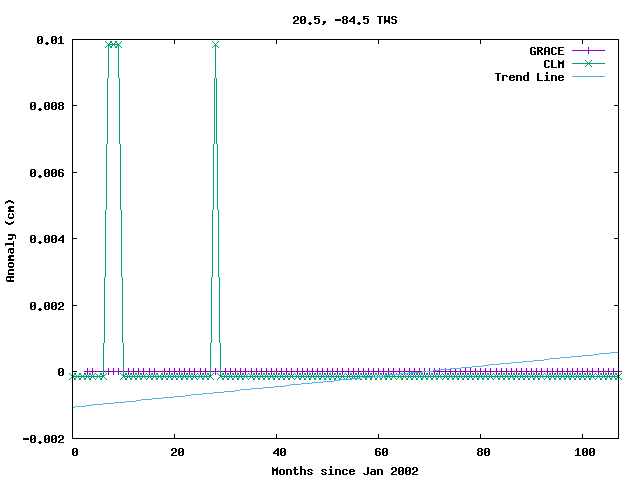 20.5, -84.5 TWS
0.01
GRACE
CLM
Trend Line
0.008
0.006
0.004
Anomaly (cm)
0.002
0
-0.002
0 20 40 60 80 100
Months since Jan 2002